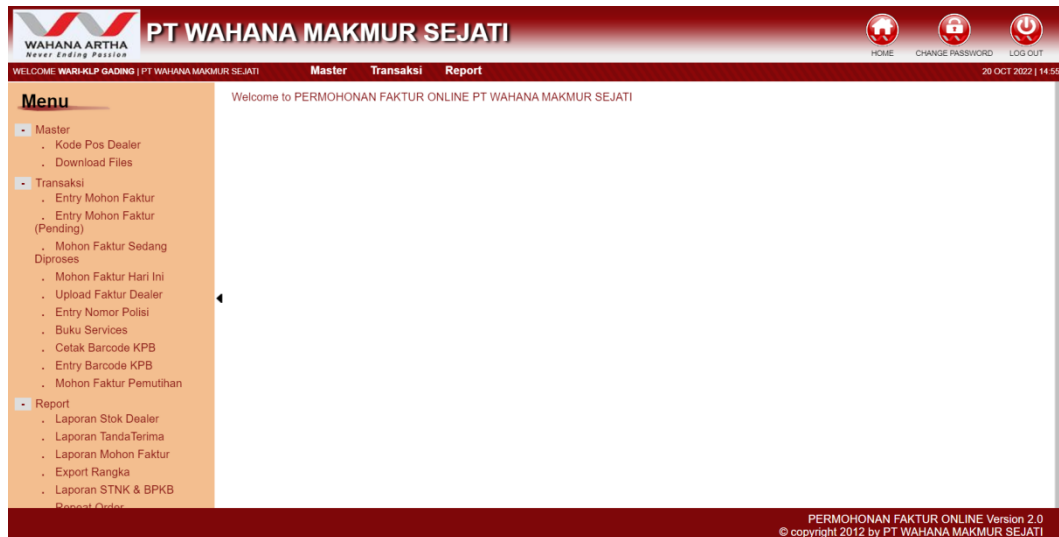 WAHANA ARTHA
Never Ending Passion
PT WAHANA MAKMUR SEJATI
HOME
CHANGE PASSWORD
LOG OUT
WELCOME WARI-KLP GADING | PT WAHANA MAKMUR SEJATI
Master Transaksi Report
20 OCT 2022 | 14:55
Menu
- Master
. Kode Pos Dealer
. Download Files
- Transaksi
. Entry Mohon Faktur
. Entry Mohon Faktur
(Pending)
. Mohon Faktur Sedang
Diproses
. Mohon Faktur Hari Ini
. Upload Faktur Dealer
. Entry Nomor Polisi
. Buku Services
. Cetak Barcode KPB
. Entry Barcode KPB
. Mohon Faktur Pemutihan
- Report
. Laporan Stok Dealer
. Laporan TandaTerima
. Laporan Mohon Faktur
. Export Rangka
. Laporan STNK & BPKB
. Repeat Order
Welcome to PERMOHONAN FAKTUR ONLINE PT WAHANA MAKMUR SEJATI
PERMOHONAN FAKTUR ONLINE Version 2.0
© copyright 2012 by PT WAHANA MAKMUR SEJATI